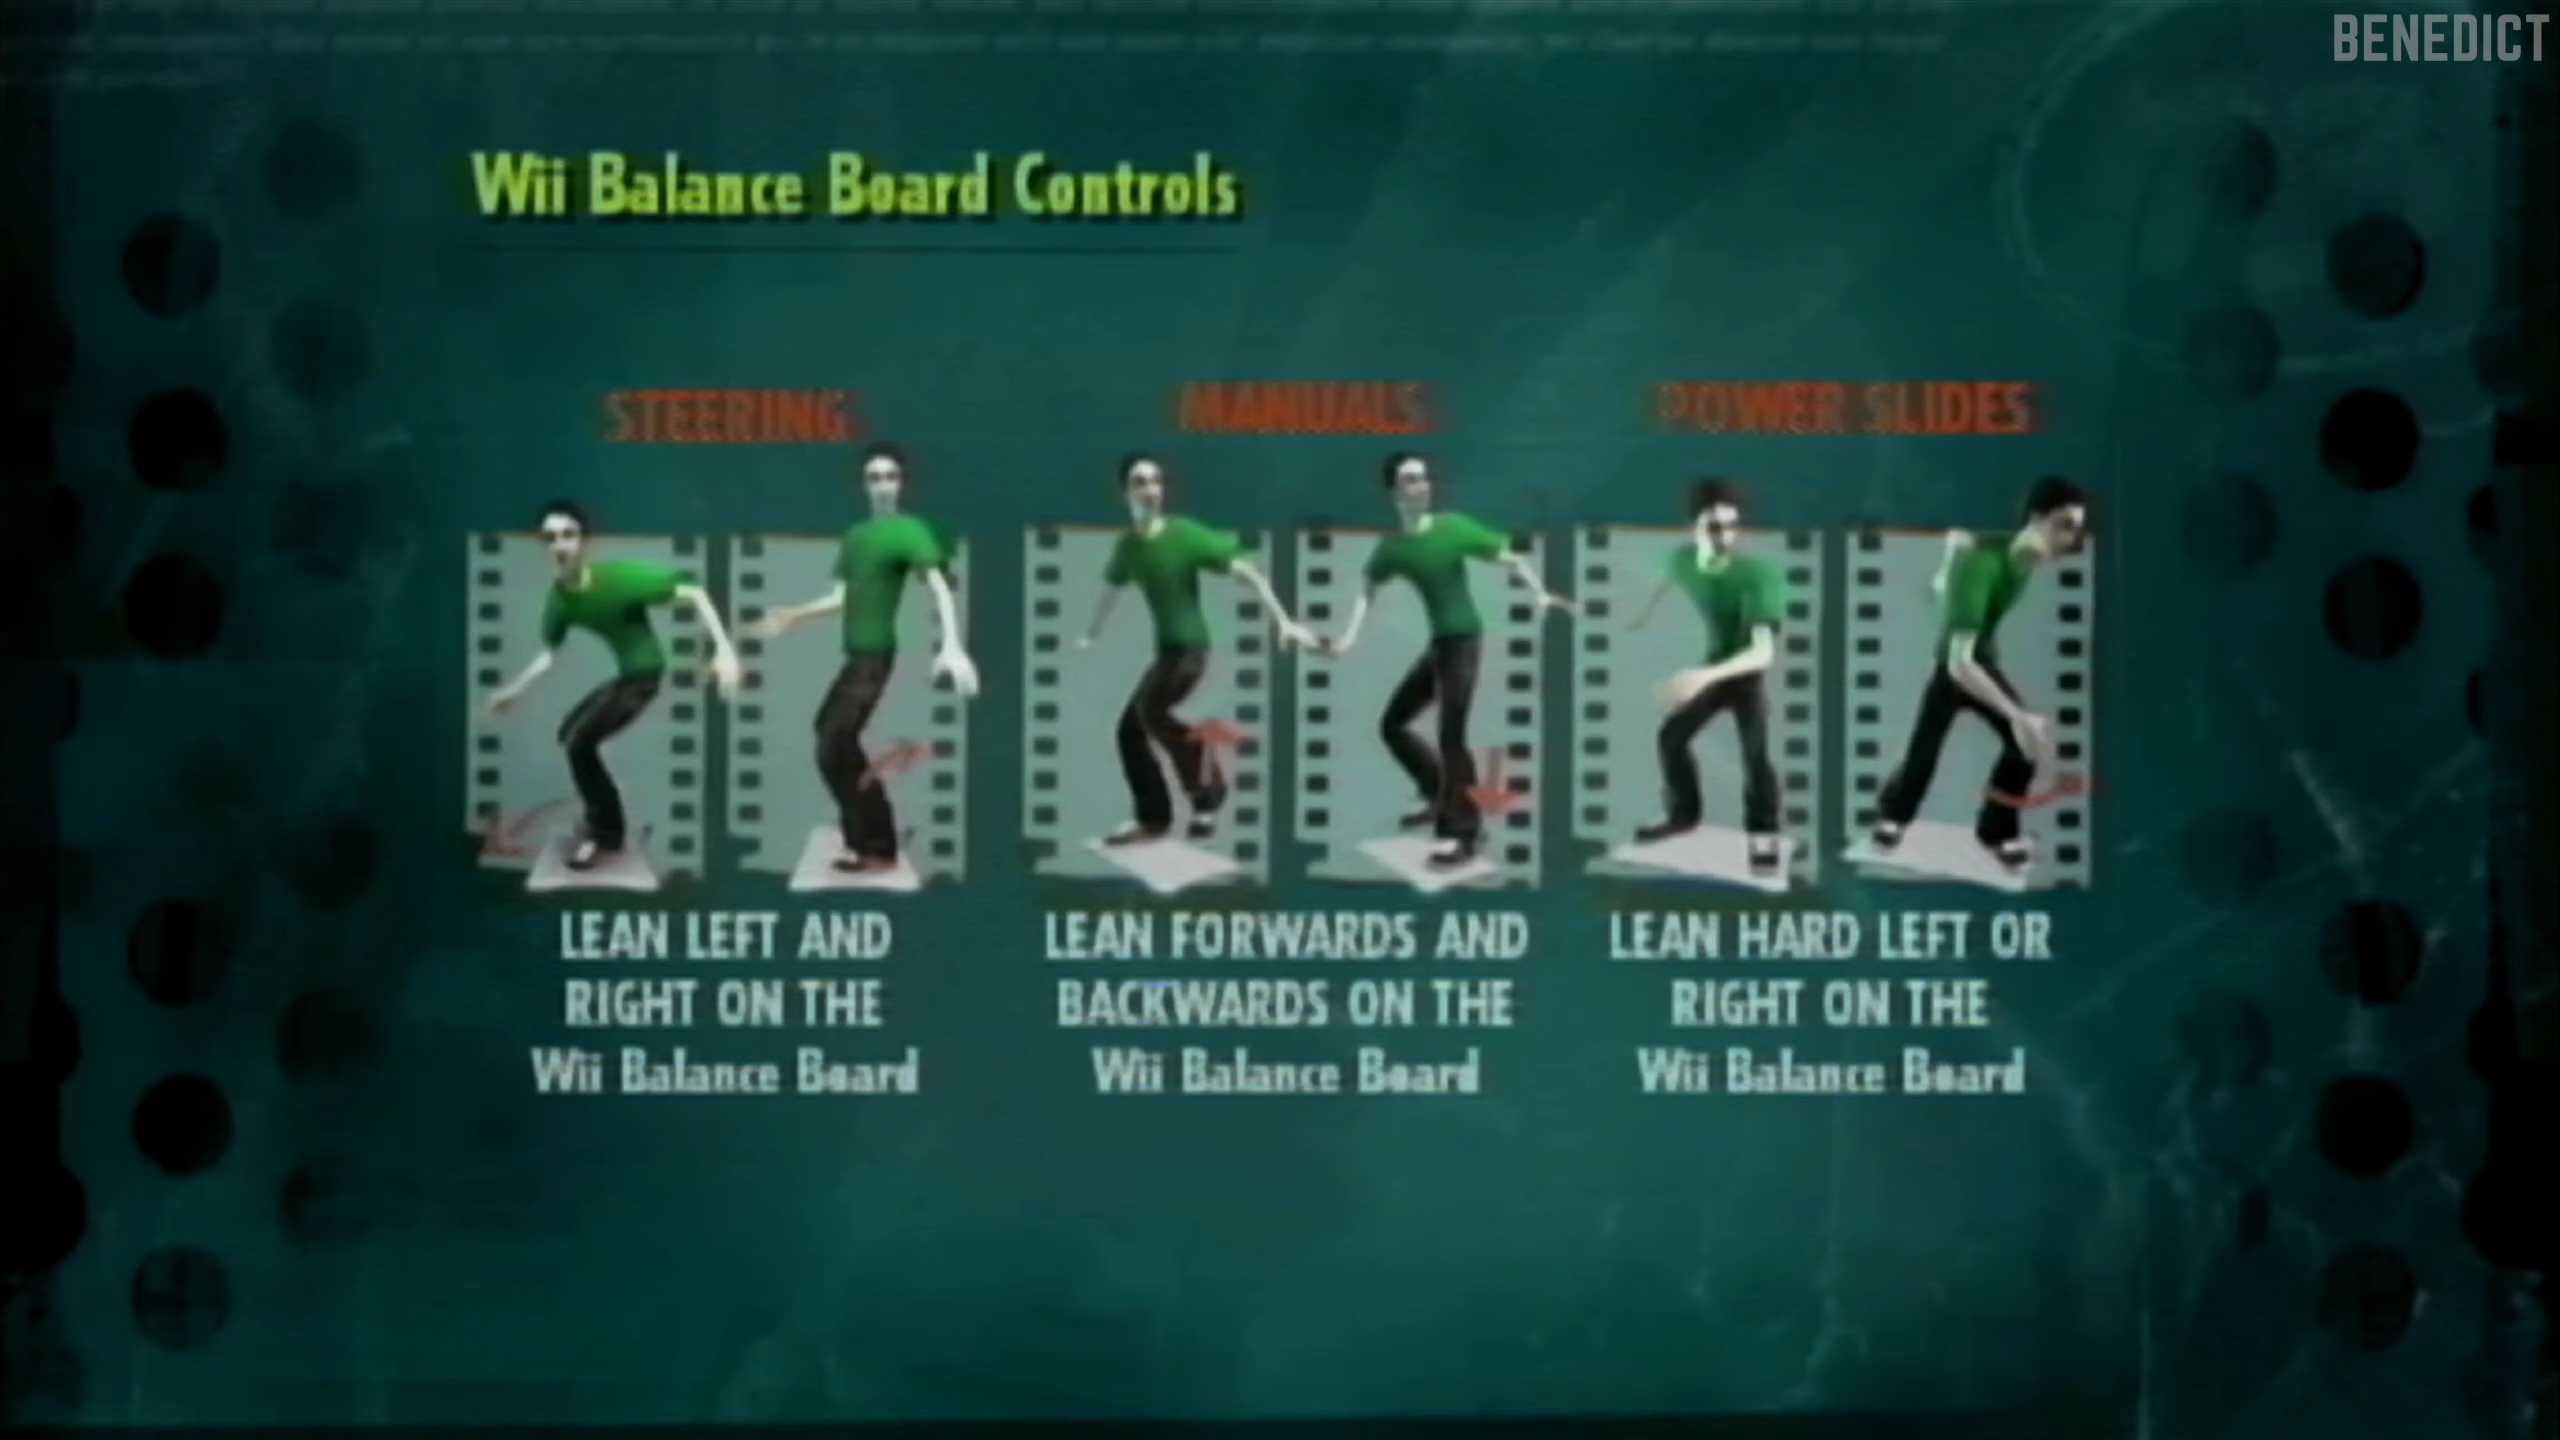 BENEDICT
Wii Balance Board Controls
STEERING
LEAN LEFT AND
RIGHT ON THE
Wii Balance Board
MANUALS
LEAN FORWARDS AND
BACKWARDS ON THE
Wii Balance Board
POWER SLIDES
LEAN HARD LEFT OR
RIGHT ON THE
Wii Balance Board